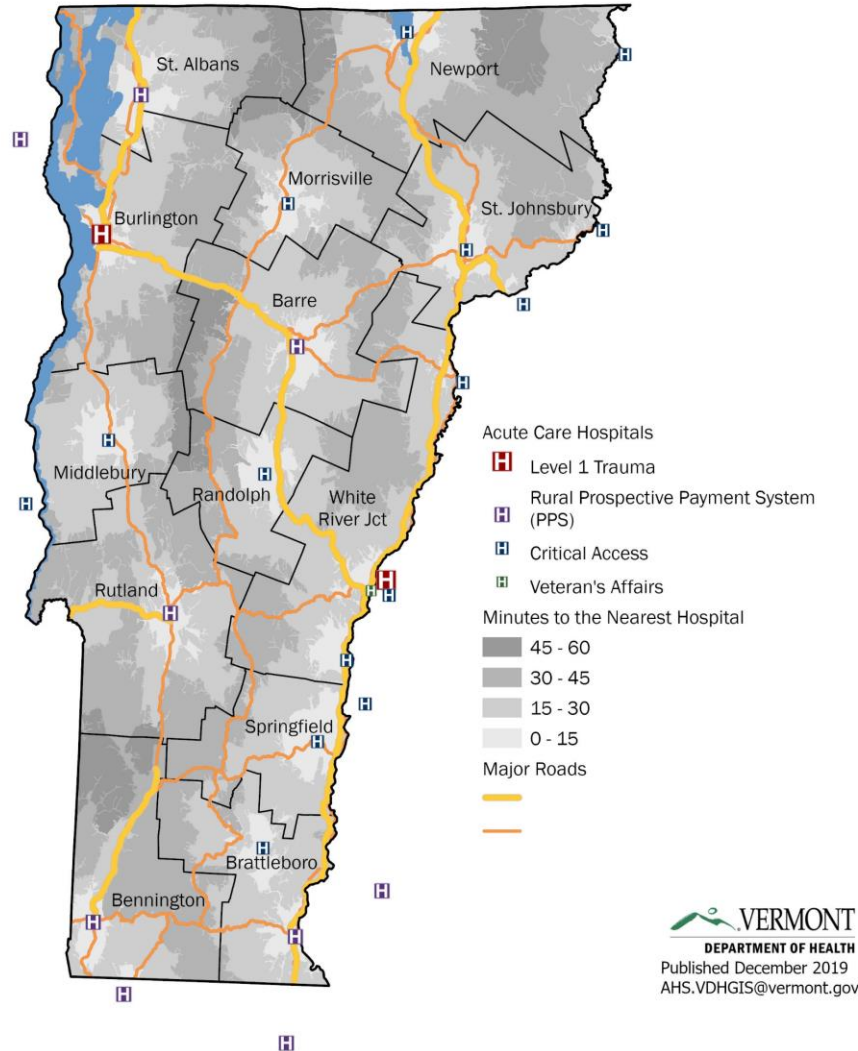 St. Albans
Newport
Morrisville
St. Johnsbury
Burlington
Barre
Middlebury
Randolph
White
River Jct
Rutland
Springfield
Brattleboro
Bennington
Acute Care Hospitals
H Level 1 Trauma
H Rural Prospective Payment System
(PPS)
H Critical Access
H Veteran's Affairs
Minutes to the Nearest Hospital
45 - 60
30 - 45
15 - 30
0 - 15
Major Roads
VERMONT
DEPARTMENT OF HEALTH
Published December 2019
AHS.VDHGIS@vermont.gov